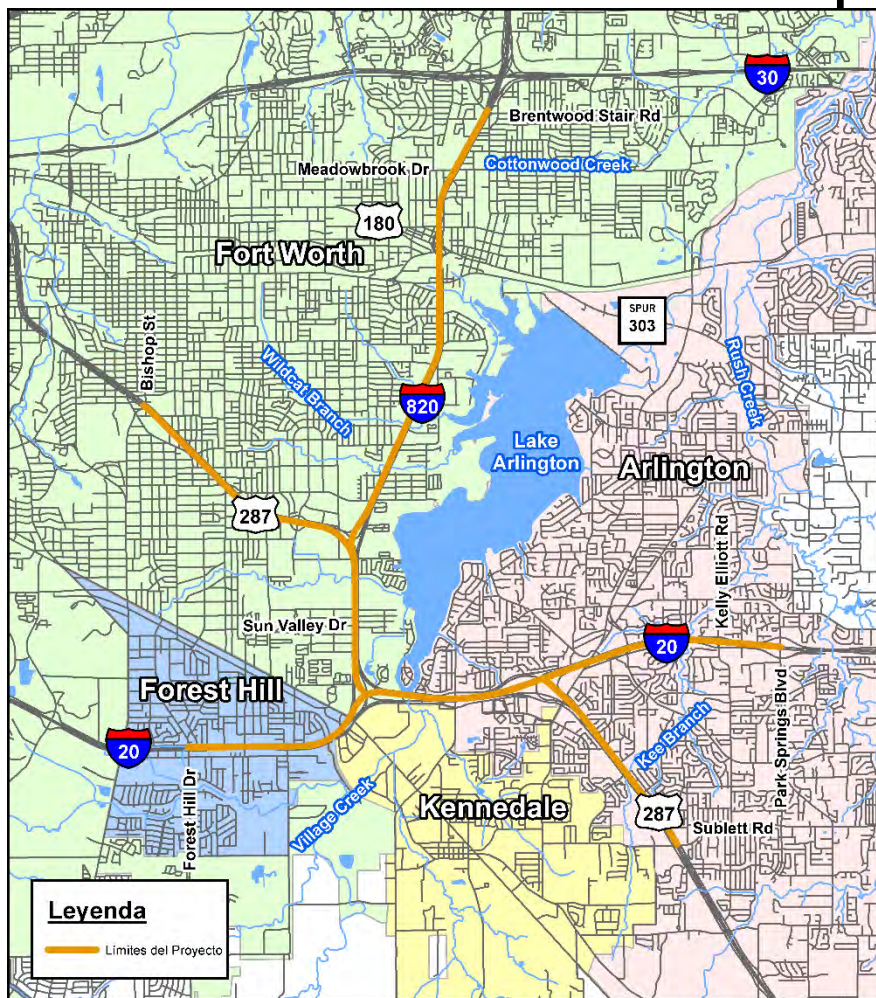 30
Brentwood Stair Rd
Cottonwood Creek
Meadowbrook Dr
180
Fort Worth
SPUR
303
Bishop St
Wildcat Branch
Rush Creek
820
Lake
Arlington
Arlington
287
Kelly Elliott Rd
Sun Valley Dr
20
Forest Hill
20
Kee Branch
Park Springs Blvd
Forest Hill Dr
Village Creek
Kennedale
287
Sublett Rd
Leyenda
Límites del Proyecto